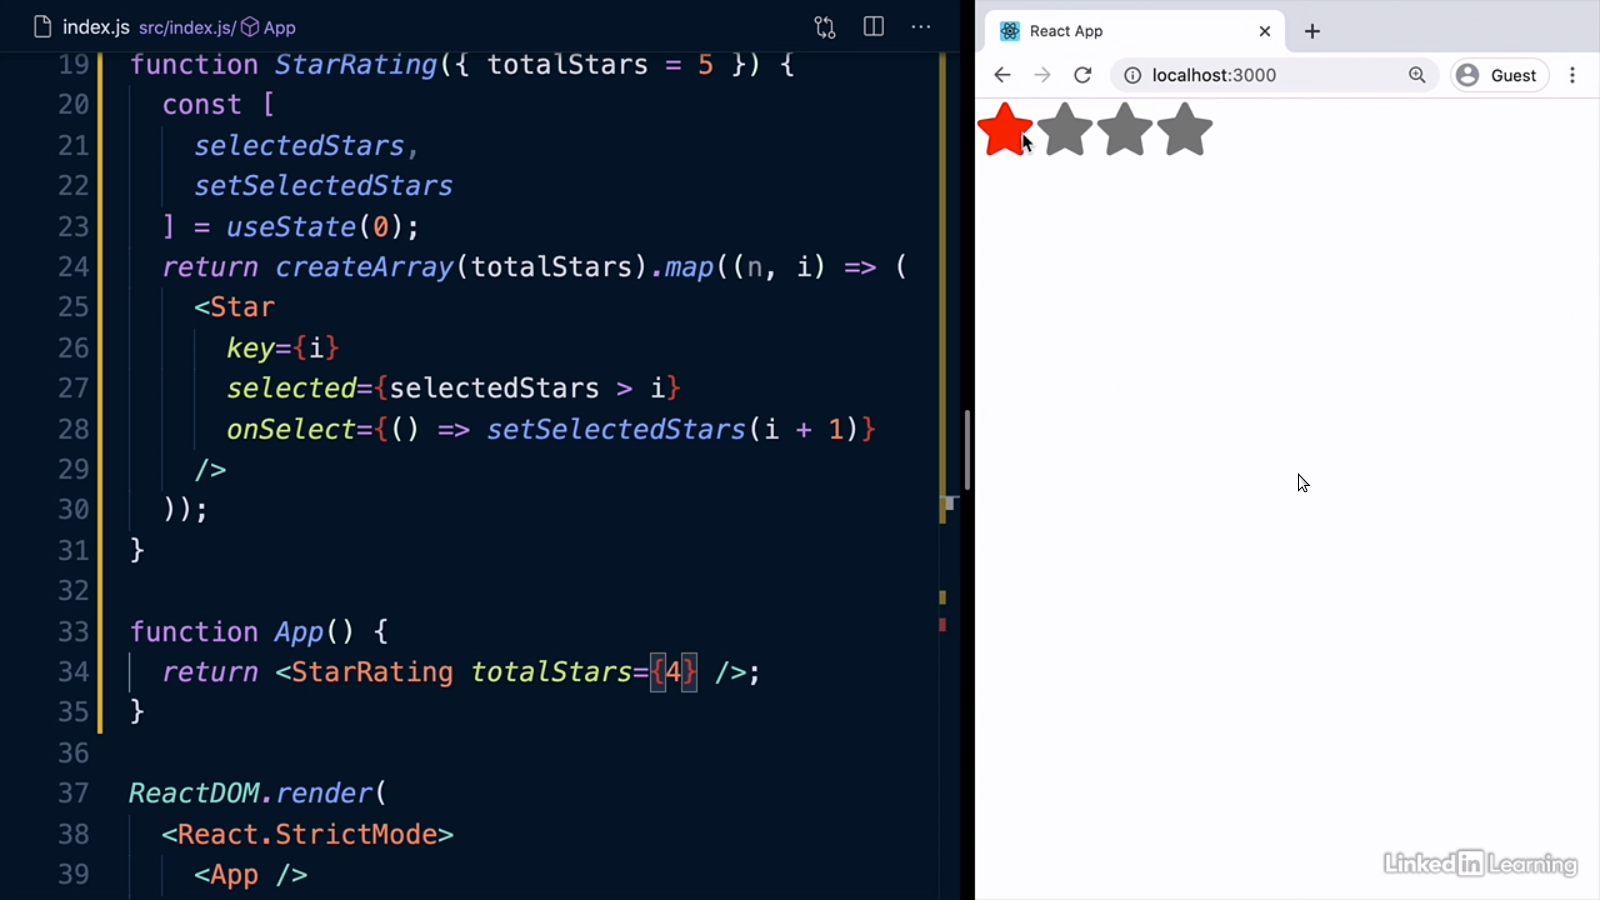 index.js src/index.js/ App
19 function StarRating({ totalStars = 5 }) {
20 const [
21 selectedStars,
22 setSelectedStars
23 ] = useState(0);
24 return createArray(totalStars).map((n, i) => (
25 <Star
26 key={i}
27 selected={selectedStars > i}
28 onSelect={() => setSelectedStars(i + 1)}
29 />
30 ));
31 }
32
33 function App() {
34 return <StarRating totalStars={4} />;
35 }
36
37 ReactDOM.render(
38 <React.StrictMode>
39 <App />
React App
localhost:3000
Guest
Linked in Learning